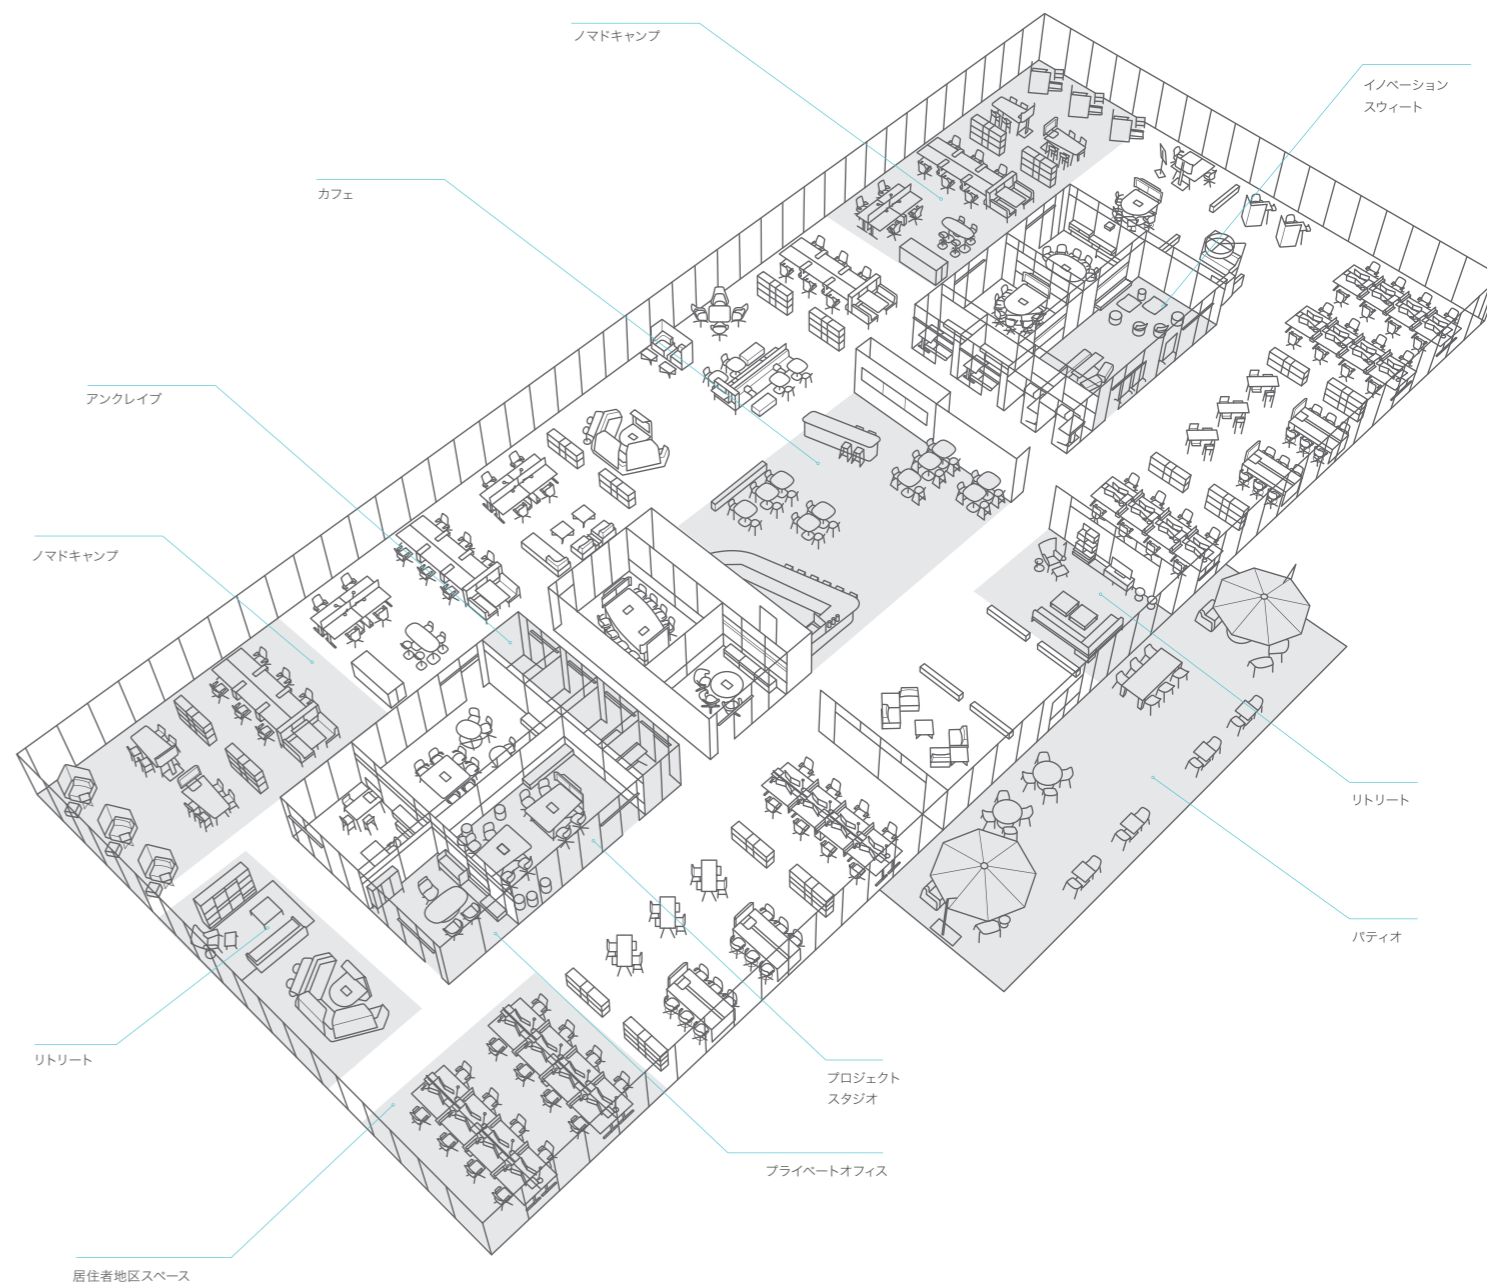 ノマドキャンプ
イノベーション
スウィート
カフェ
アンクレイブ
ノマドキャンプ
リトリート
パティオ
リトリート
プロジェクト
スタジオ
プライベートオフィス
居住者地区スペース